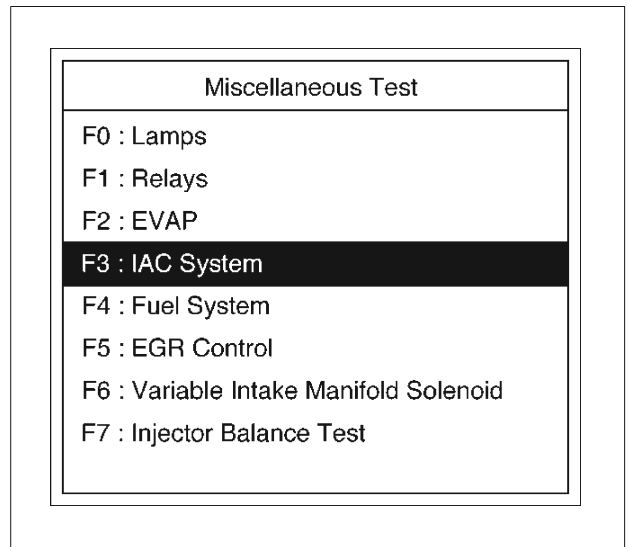 Miscellaneous Test
F0 : Lamps
F1 : Relays
F2 : EVAP
F3 : IAC System
F4 : Fuel System
F5 : EGR Control
F6 : Variable Intake Manifold Solenoid
F7 : Injector Balance Test